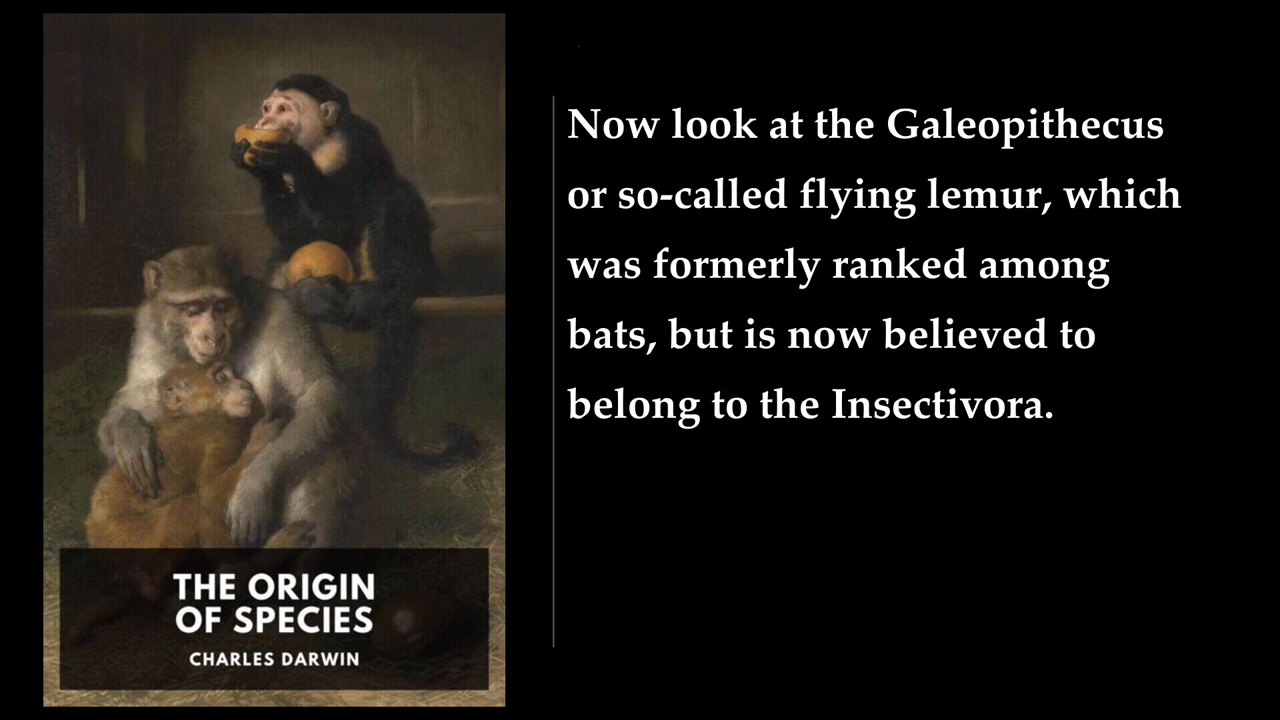 THE ORIGIN
OF SPECIES
CHARLES DARWIN
Now look at the Galeopithecus
or so-called flying lemur, which
was formerly ranked among
bats, but is now believed to
belong to the Insectivora.